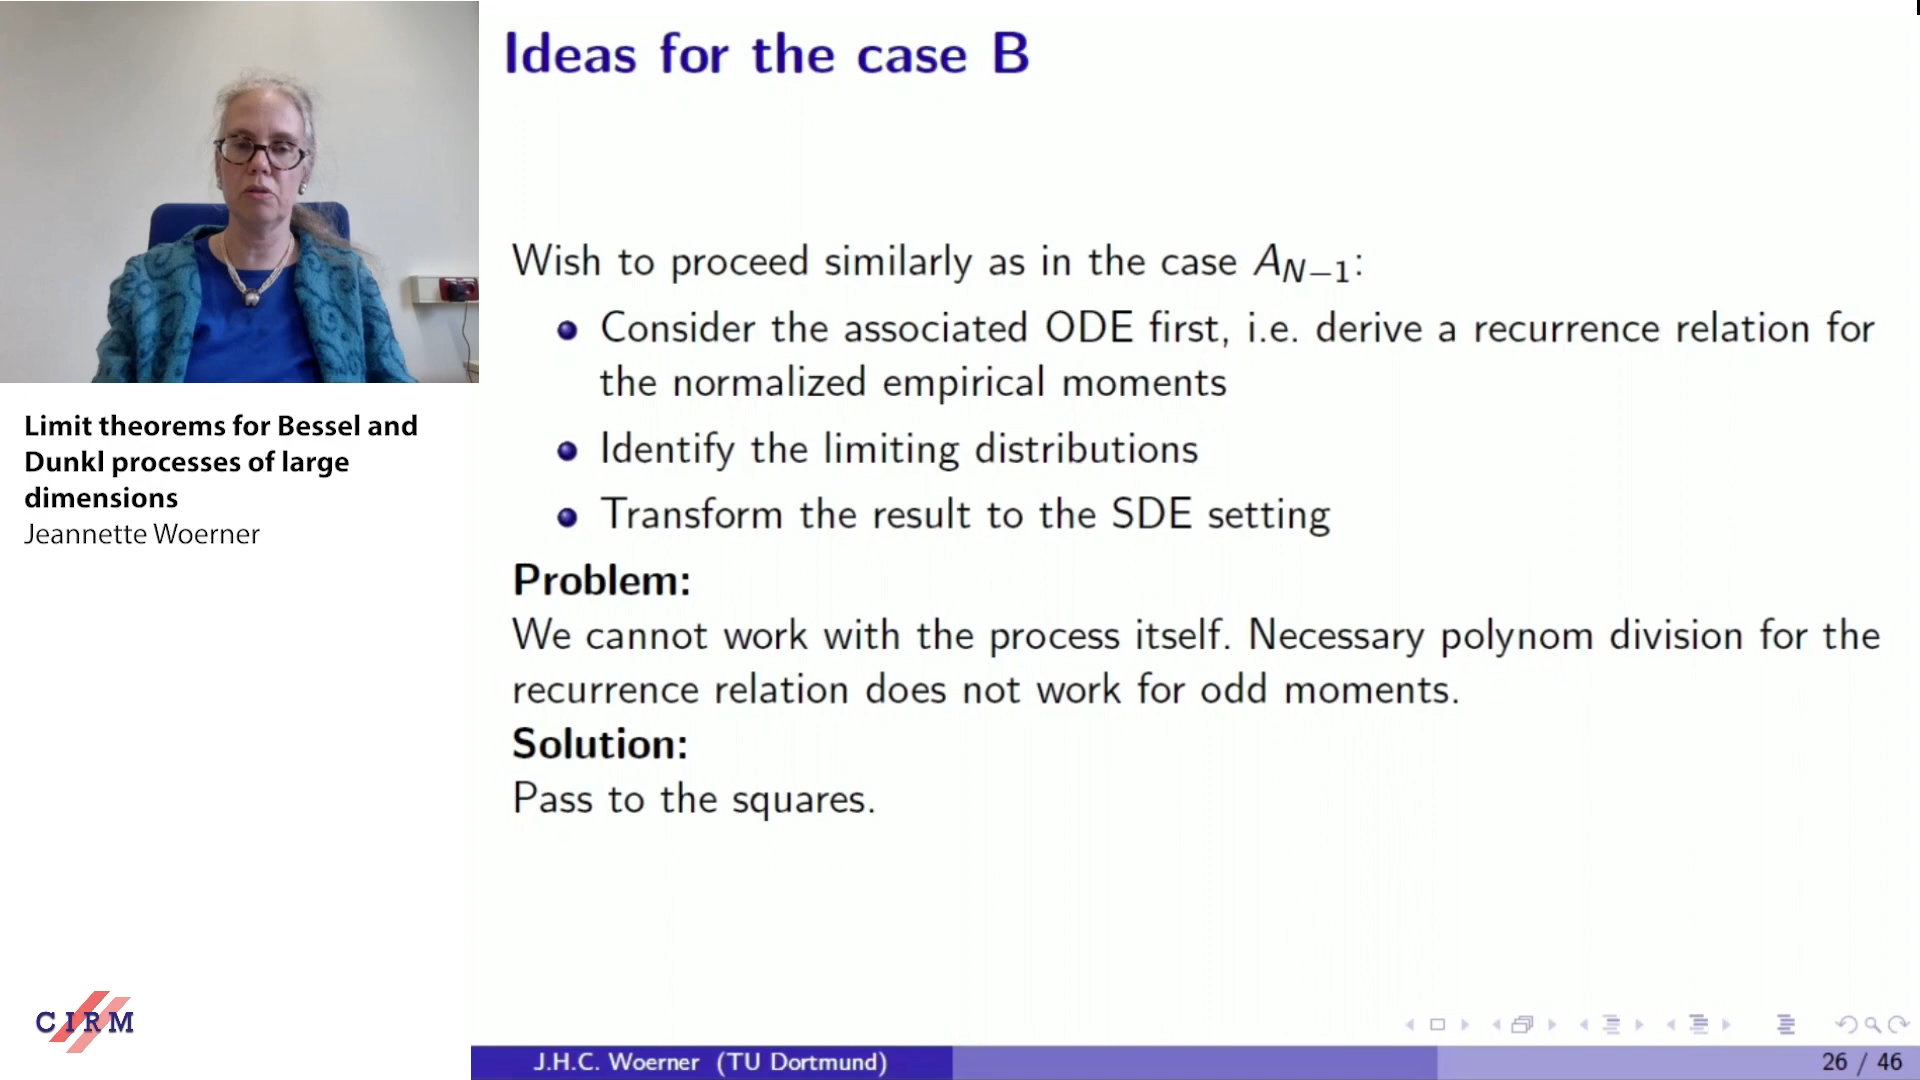 Ideas for the case B
Wish to proceed similarly as in the case A_{N−1}:
Consider the associated ODE first, i.e. derive a recurrence relation for
the normalized empirical moments
Identify the limiting distributions
Transform the result to the SDE setting
Problem:
We cannot work with the process itself. Necessary polynom division for the
recurrence relation does not work for odd moments.
Solution:
Pass to the squares.
Limit theorems for Bessel and
Dunkl processes of large
dimensions
Jeannette Woerner
CIRM
J.H.C. Woerner (TU Dortmund)
26 / 46